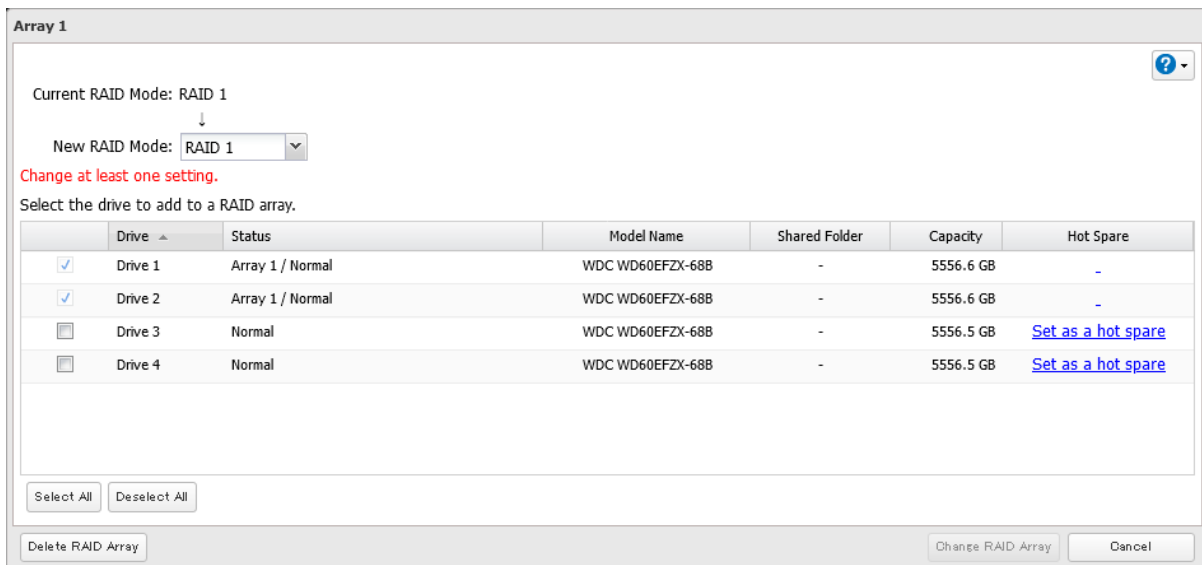 Array 1
?
Current RAID Mode: RAID 1
↓
New RAID Mode: RAID 1
Change at least one setting.
Select the drive to add to a RAID array.
Drive Status Model Name Shared Folder Capacity Hot Spare
Drive 1 Array 1 / Normal WDC WD60EFZX-68B - 5556.6 GB -
Drive 2 Array 1 / Normal WDC WD60EFZX-68B - 5556.6 GB -
Drive 3 Normal WDC WD60EFZX-68B - 5556.5 GB Set as a hot spare
Drive 4 Normal WDC WD60EFZX-68B - 5556.5 GB Set as a hot spare
Select All Deselect All
Delete RAID Array Change RAID Array Cancel